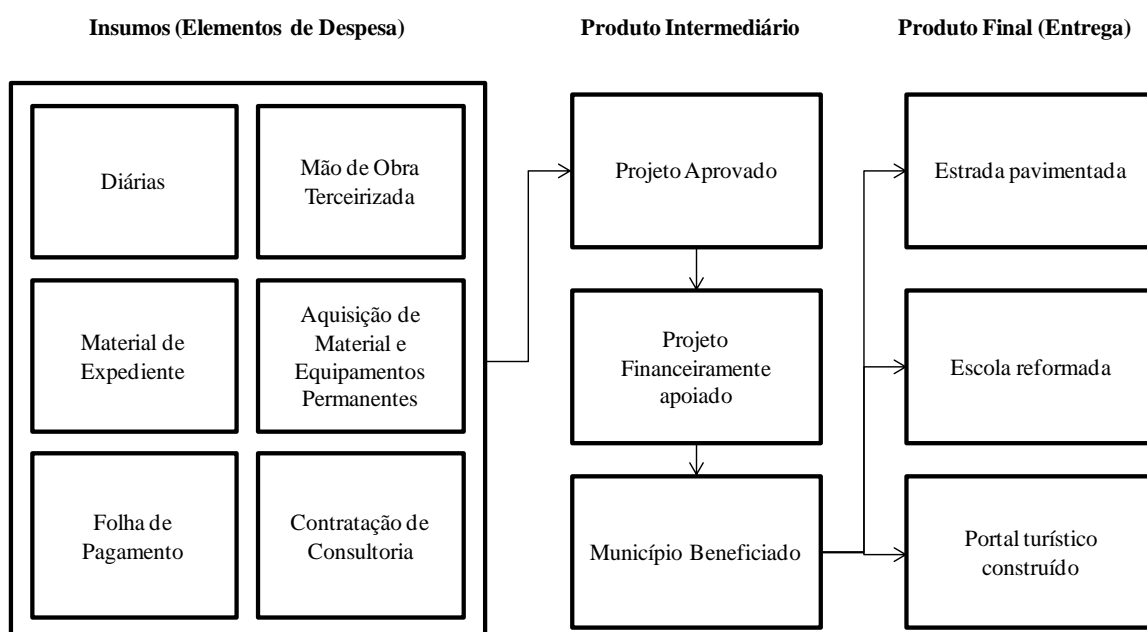 Insumos (Elementos de Despesa)
Produto Intermediário
Produto Final (Entrega)
Diárias
Mão de Obra
Terceirizada
Material de
Expediente
Aquisição de
Material e
Equipamentos
Permanentes
Folha de
Pagamento
Contratação de
Consultoria
Projeto Aprovado
Projeto
Financeiramente
apoiado
Município Beneficiado
Estrada pavimentada
Escola reformada
Portal turístico
construído